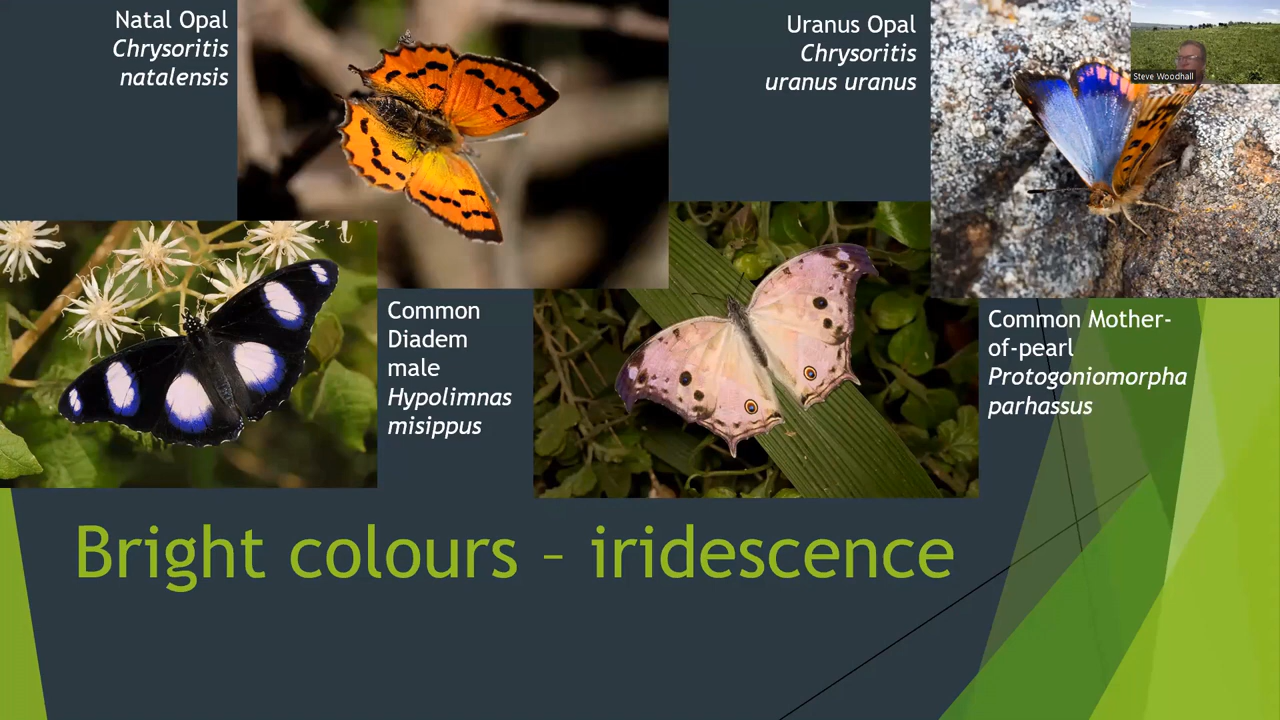 Natal Opal
Chrysoritis
natalensis
Uranus Opal
Chrysoritis
uranus uranus
Steve Woodhall
Common
Diadem
male
Hypolimnas
misippus
Common Mother-
of-pearl
Protogoniomorpha
parhassus
Bright colours – iridescence